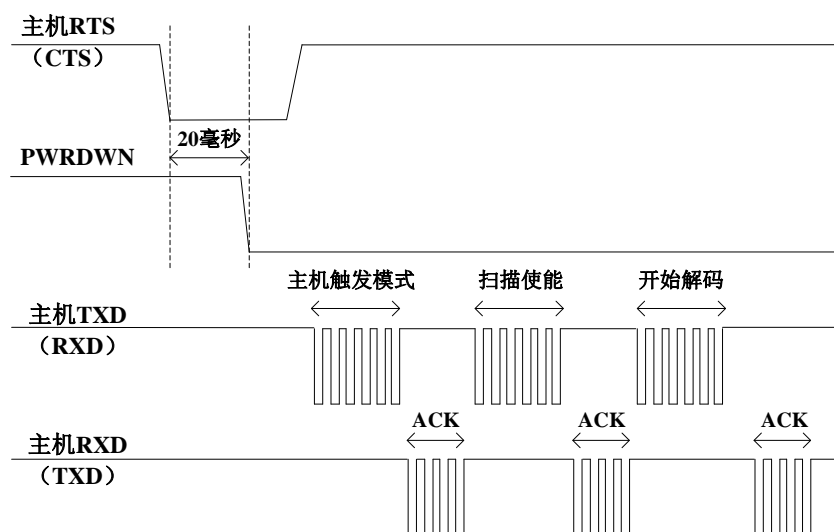 主机RTS
（CTS）
20毫秒
PWRDWN
主机触发模式
扫描使能
开始解码
主机TXD
（RXD）
ACK
ACK
ACK
主机RXD
（TXD）